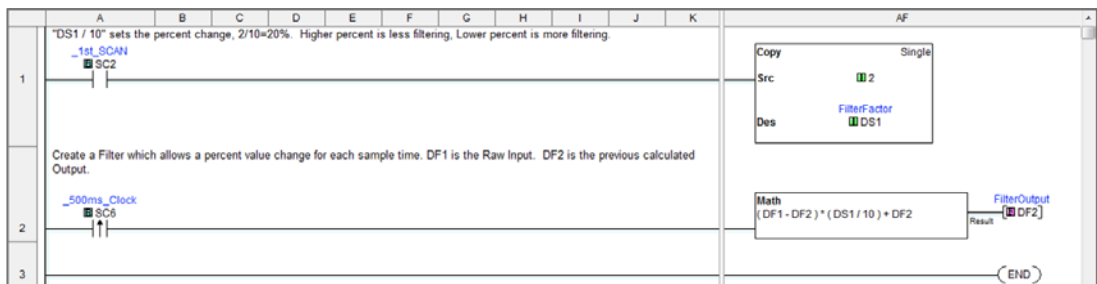 A B C D E F G H I J K AF
"DS1 / 10" sets the percent change, 2/10=20%. Higher percent is less filtering, Lower percent is more filtering.
_1st_SCAN
SC2
1
Copy Single
Src 2
FilterFactor
Des DS1
Create a Filter which allows a percent value change for each sample time. DF1 is the Raw Input. DF2 is the previous calculated
Output.
_500ms_Clock
SC6
2
Math
( DF1 - DF2 ) * ( DS1 / 10 ) + DF2
FilterOutput
DF2
Result
3
END